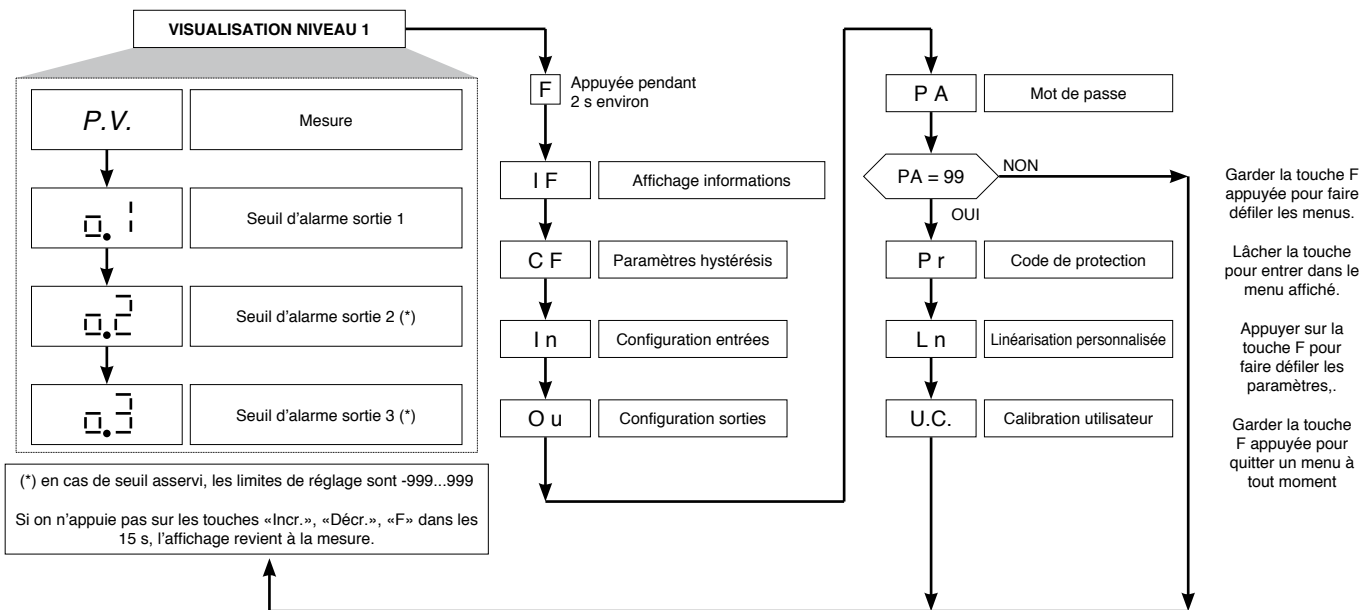 VISUALISATION NIVEAU 1
P.V.
Mesure
o.1
Seuil d’alarme sortie 1
o.2
Seuil d’alarme sortie 2 (*)
o.3
Seuil d’alarme sortie 3 (*)
(*) en cas de seuil asservi, les limites de réglage sont -999...999
Si on n’appuie pas sur les touches «Incr.», «Décr.», «F» dans les
15 s, l’affichage revient à la mesure.
F
Appuyée pendant
2 s environ
I F
Affichage informations
C F
Paramètres hystérésis
I n
Configuration entrées
O u
Configuration sorties
P A
Mot de passe
PA = 99
NON
OUI
P r
Code de protection
L n
Linéarisation personnalisée
U.C.
Calibration utilisateur
Garder la touche F
appuyée pour faire
défiler les menus.
Lâcher la touche
pour entrer dans le
menu affiché.
Appuyer sur la
touche F pour
faire défiler les
paramètres,.
Garder la touche
F appuyée pour
quitter un menu à
tout moment